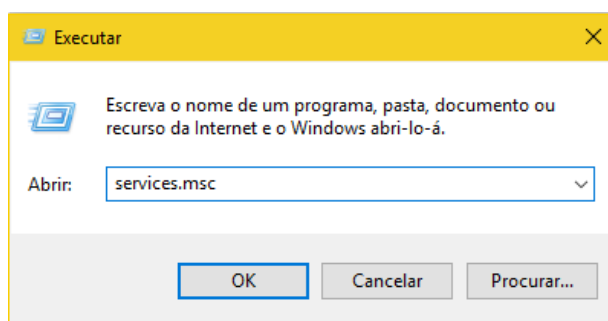 Executar
Escreva o nome de um programa, pasta, documento ou
recurso da Internet e o Windows abri-lo-á.
Abrir: services.msc
OK Cancelar Procurar...